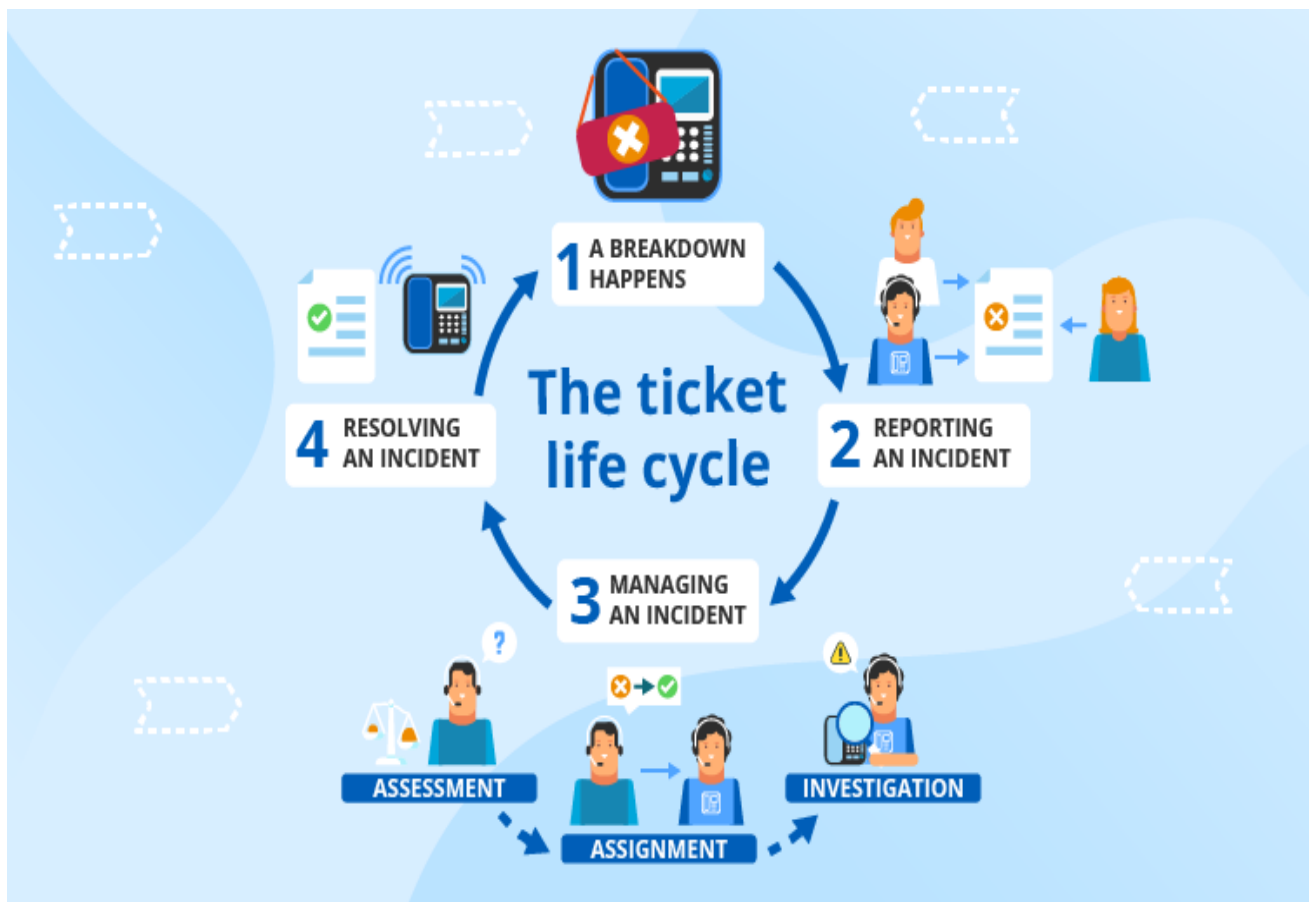 1 A BREAKDOWN
HAPPENS
The ticket
life cycle
2 REPORTING
AN INCIDENT
3 MANAGING
AN INCIDENT
4 RESOLVING
AN INCIDENT
?
ASSESSMENT
ASSIGNMENT
INVESTIGATION